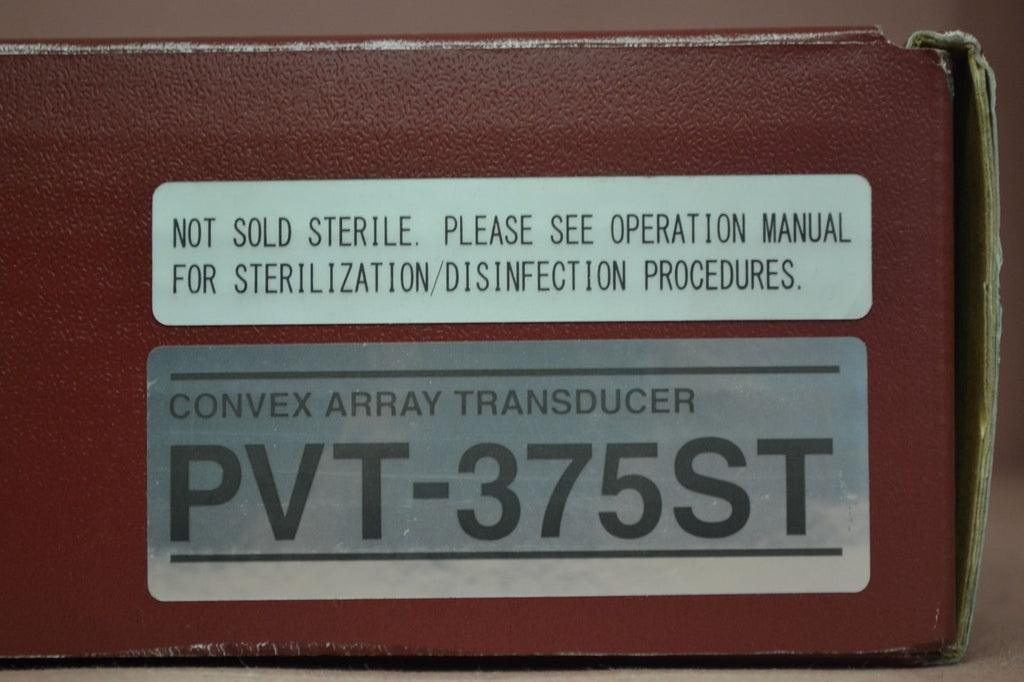 NOT SOLD STERILE. PLEASE SEE OPERATION MANUAL
FOR STERILIZATION/DISINFECTION PROCEDURES.
CONVEX ARRAY TRANSDUCER
PVT-375ST